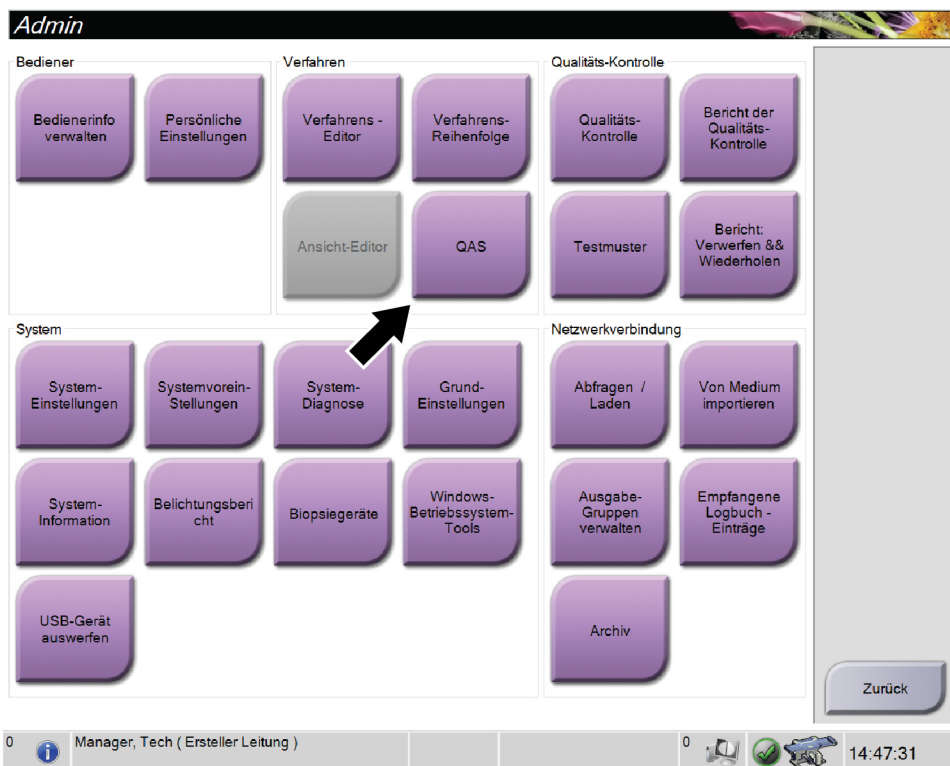 Admin
Bediener
Bedienerinfo
verwalten
Persönliche
Einstellungen
Verfahren
Verfahrens -
Editor
Verfahrens-
Reihenfolge
Ansicht-Editor
QAS
Qualitäts-Kontrolle
Qualitäts-
Kontrolle
Bericht der
Qualitäts-
Kontrolle
Testmuster
Bericht:
Verwerfen &&
Wiederholen
System
System-
Einstellungen
Systemvorein-
Stellungen
System-
Diagnose
Grund-
Einstellungen
System-
Information
Belichtungsberi
cht
Biopsiegeräte
Windows-
Betriebssystem-
Tools
USB-Gerät
auswerfen
Netzwerkverbindung
Abfragen /
Laden
Von Medium
importieren
Ausgabe-
Gruppen
verwalten
Empfangene
Logbuch -
Einträge
Archiv
Zurück
0
Manager, Tech ( Ersteller Leitung )
0
14:47:31